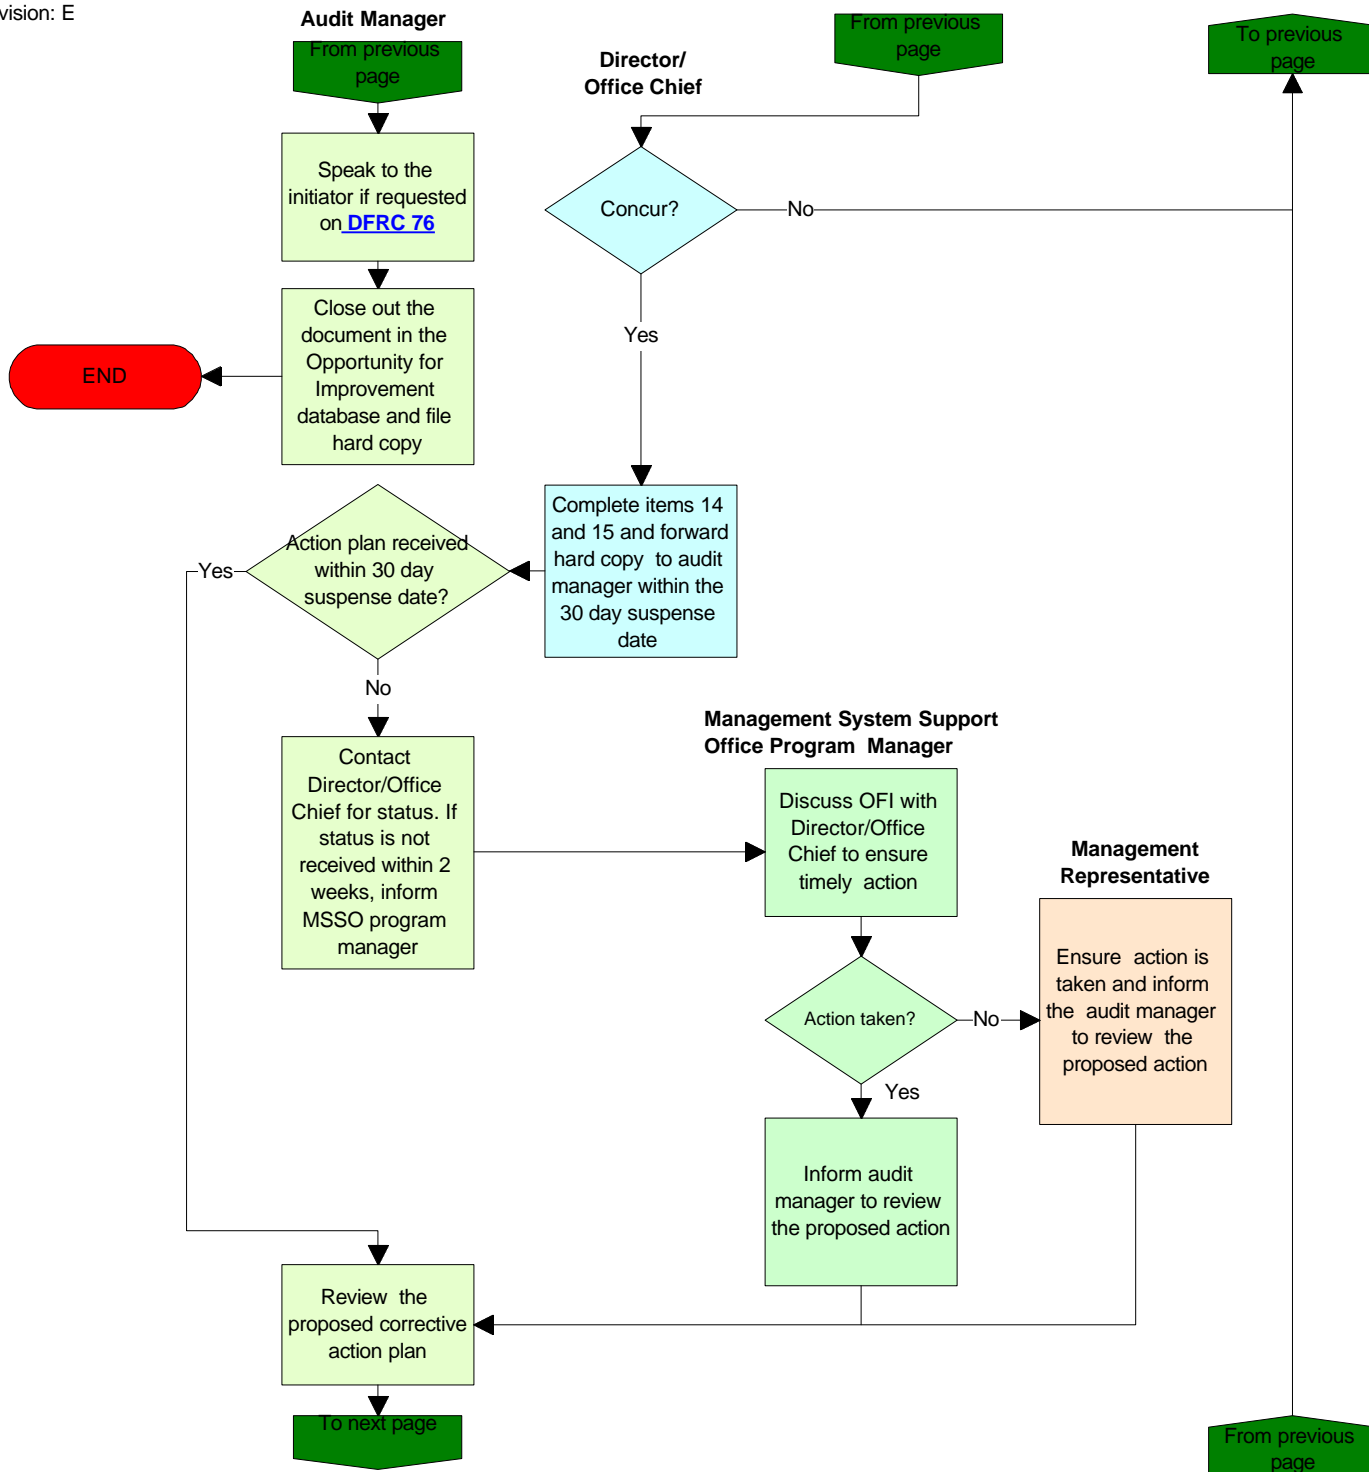 vision: E
Audit Manager
From previous
page
Director/
Office Chief
From previous
page
To previous
page
Speak to the
initiator if requested
on DFRC 76
Concur?
No
Close out the
document in the
Opportunity for
Improvement
database and file
hard copy
END
Yes
Complete items 14
and 15 and forward
hard copy to audit
manager within the
30 day suspense
date
Action plan received
within 30 day
suspense date?
Yes
No
Contact
Director/Office
Chief for status. If
status is not
received within 2
weeks, inform
MSSO program
manager
Management System Support
Office Program Manager
Discuss OFI with
Director/Office
Chief to ensure
timely action
Management
Representative
Ensure action is
taken and inform
the audit manager
to review the
proposed action
Action taken?
No
Yes
Inform audit
manager to review
the proposed action
Review the
proposed corrective
action plan
To next page
From previous
page